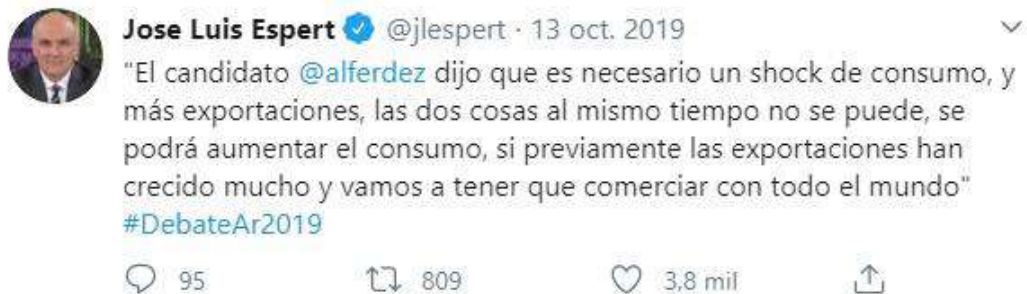 Jose Luis Espert @jlespert · 13 oct. 2019
"El candidato @alferdez dijo que es necesario un shock de consumo, y
más exportaciones, las dos cosas al mismo tiempo no se puede, se
podrá aumentar el consumo, si previamente las exportaciones han
crecido mucho y vamos a tener que comerciar con todo el mundo"
#DebateAr2019
95 809 3,8 mil